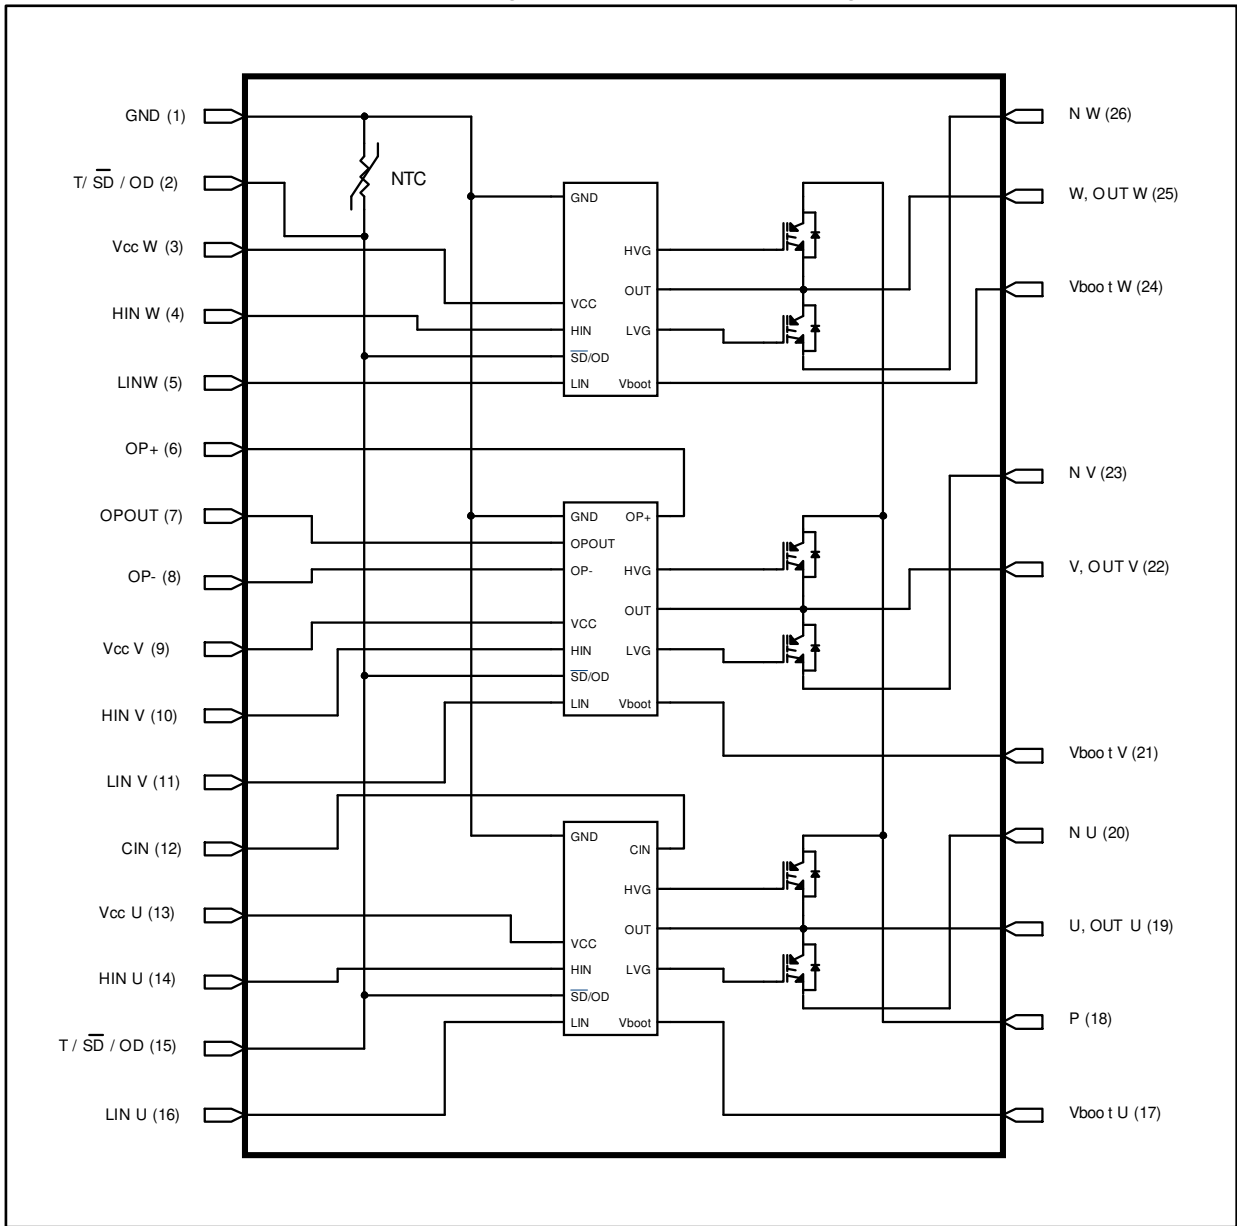 GND (1)
T/ SD / OD (2)
Vcc W (3)
HIN W (4)
LINW (5)
OP+ (6)
OPOUT (7)
OP- (8)
Vcc V (9)
HIN V (10)
LIN V (11)
CIN (12)
Vcc U (13)
HIN U (14)
T / SD / OD (15)
LIN U (16)
NTC
GND
HVG
OUT
VCC
HIN LVG
SD/OD
LIN Vboot
GND OP+
OPOUT
OP- HVG
OUT
VCC
HIN LVG
SD/OD
LIN Vboot
GND
CIN
HVG
OUT
VCC
HIN LVG
SD/OD
LIN Vboot
N W (26)
W, OUT W (25)
Vboo t W (24)
N V (23)
V, OUT V (22)
Vboo t V (21)
N U (20)
U, OUT U (19)
P (18)
Vboo t U (17)